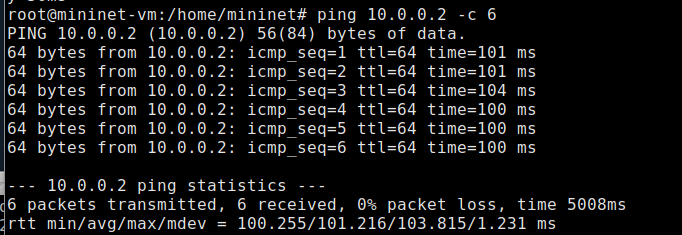 root@mininet-vm:/home/mininet# ping 10.0.0.2 -c 6
PING 10.0.0.2 (10.0.0.2) 56(84) bytes of data.
64 bytes from 10.0.0.2: icmp_seq=1 ttl=64 time=101 ms
64 bytes from 10.0.0.2: icmp_seq=2 ttl=64 time=101 ms
64 bytes from 10.0.0.2: icmp_seq=3 ttl=64 time=104 ms
64 bytes from 10.0.0.2: icmp_seq=4 ttl=64 time=100 ms
64 bytes from 10.0.0.2: icmp_seq=5 ttl=64 time=100 ms
64 bytes from 10.0.0.2: icmp_seq=6 ttl=64 time=100 ms
--- 10.0.0.2 ping statistics ---
6 packets transmitted, 6 received, 0% packet loss, time 5008ms
rtt min/avg/max/mdev = 100.255/101.216/103.815/1.231 ms